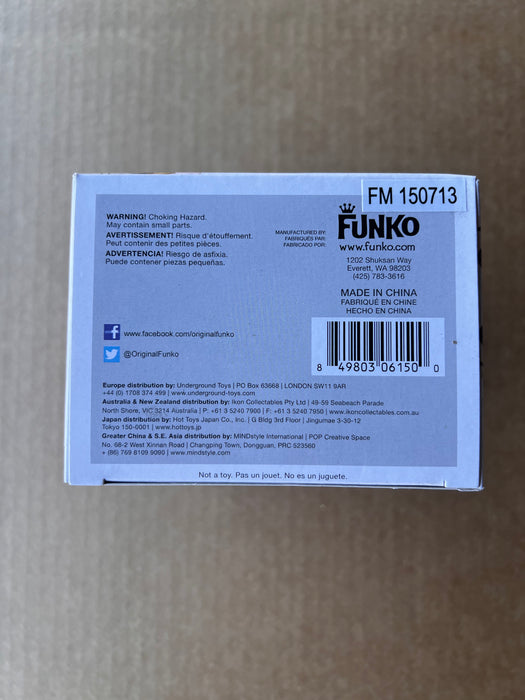 FM 150713
WARNING! Choking Hazard.
May contain small parts.
AVERTISSEMENT! Risque d'étouffement.
Peut contenir des petites pièces.
ADVERTENCIA! Riesgo de asfixia.
Puede contener piezas pequeñas.
MANUFACTURED BY:
FABRIQUÉS PAR:
FABRICADO POR:
FUNKO
www.funko.com
1202 Shuksan Way
Everett, WA 98203
(425) 783-3616
MADE IN CHINA
FABRIQUÉ EN CHINE
HECHO EN CHINA
f www.facebook.com/originalfunko
@OriginalFunko
8 49803 06150 0
Europe distribution by: Underground Toys | PO Box 63668 | LONDON SW11 9AR
+44 (0) 1708 374 499 | www.underground-toys.com
Australia & New Zealand distribution by: Ikon Collectables Pty Ltd | 49-59 Seabeach Parade
North Shore, VIC 3214 Australia | P: +61 3 5240 7900 | F: +61 3 5240 7950 | www.ikoncollectables.com.au
Japan distribution by: Hot Toys Japan Co., Inc. | G Bldg 3rd Floor | Jingumae 3-30-12
Tokyo 150-0001 | www.hottoys.jp
Greater China & S.E. Asia distribution by: MINDstyle International | POP Creative Space
No. 68-2 West Xinnan Road | Changping Town, Dongguan, PRC 523560
+ (86) 769 8109 9090 | www.mindstyle.com
Not a toy. Pas un jouet. No es un juguete.